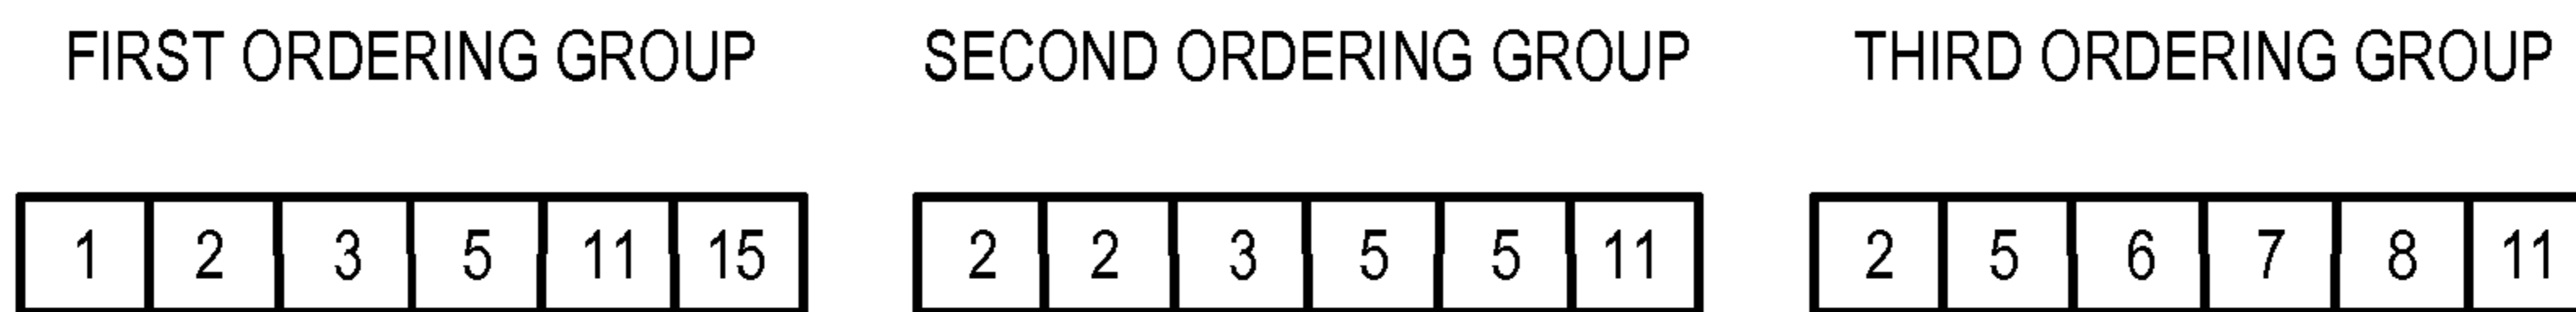 FIRST ORDERING GROUP SECOND ORDERING GROUP THIRD ORDERING GROUP
1 2 3 5 11 15 2 2 3 5 5 11 2 5 6 7 8 11